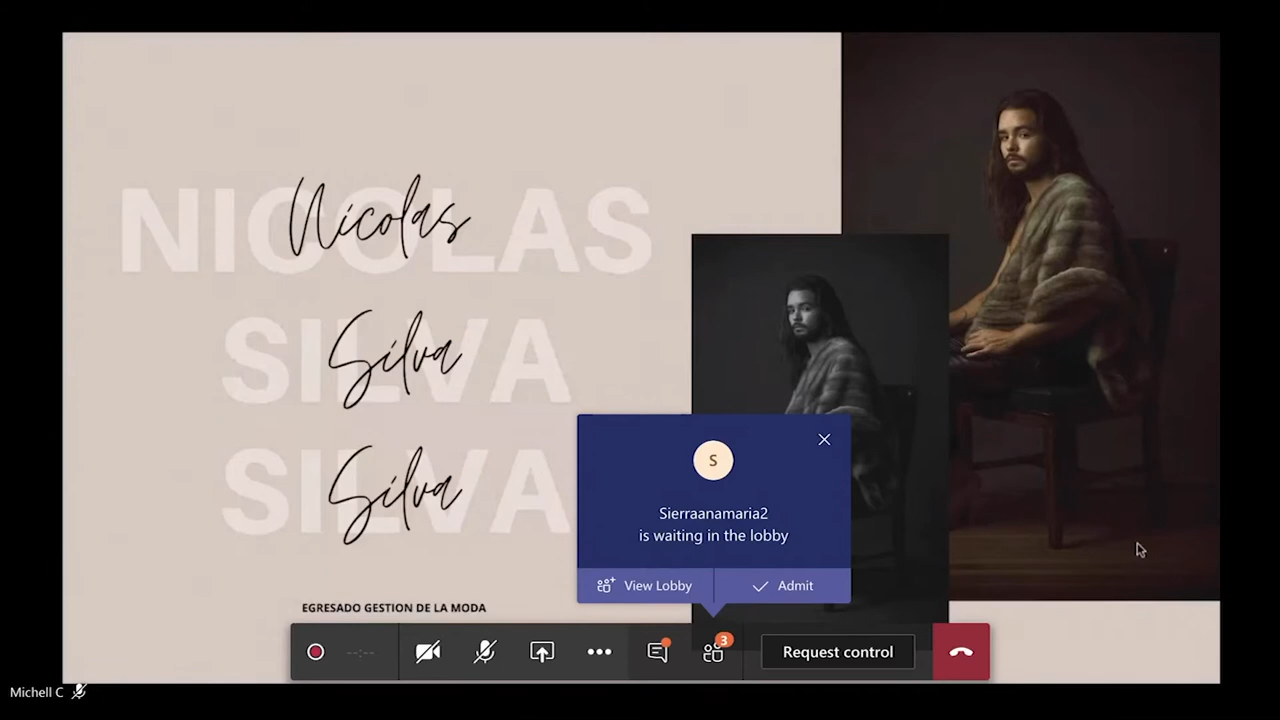 NICOLAS
Nicolas
SILVA
Silva
SILVA
Silva
EGRESADO GESTION DE LA MODA
S
Sierraanamaria2
is waiting in the lobby
View Lobby
Admit
--:--
3
Request control
Michell C